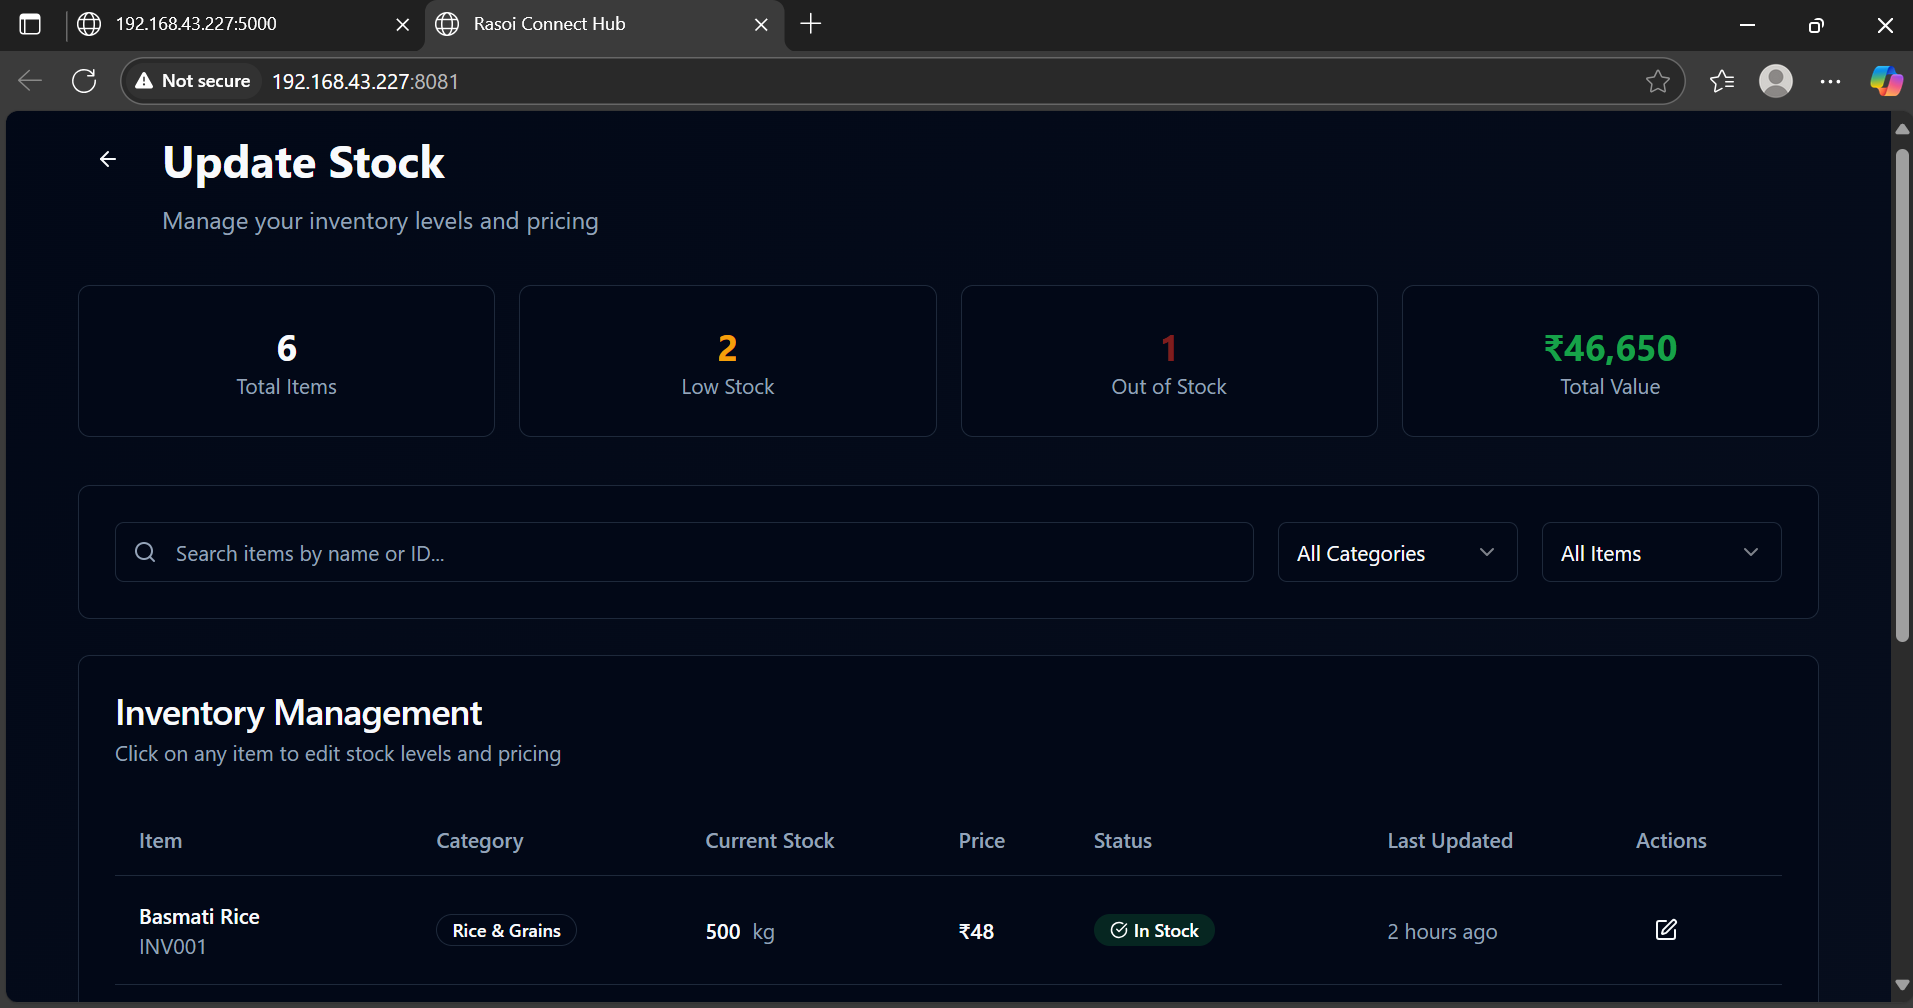 192.168.43.227:5000
Rasoi Connect Hub
Not secure
192.168.43.227:8081
Update Stock
Manage your inventory levels and pricing
6
Total Items
2
Low Stock
1
Out of Stock
₹46,650
Total Value
Search items by name or ID...
All Categories
All Items
Inventory Management
Click on any item to edit stock levels and pricing
Item Category Current Stock Price Status Last Updated Actions
Basmati Rice
INV001
Rice & Grains
500 kg
₹48
In Stock
2 hours ago